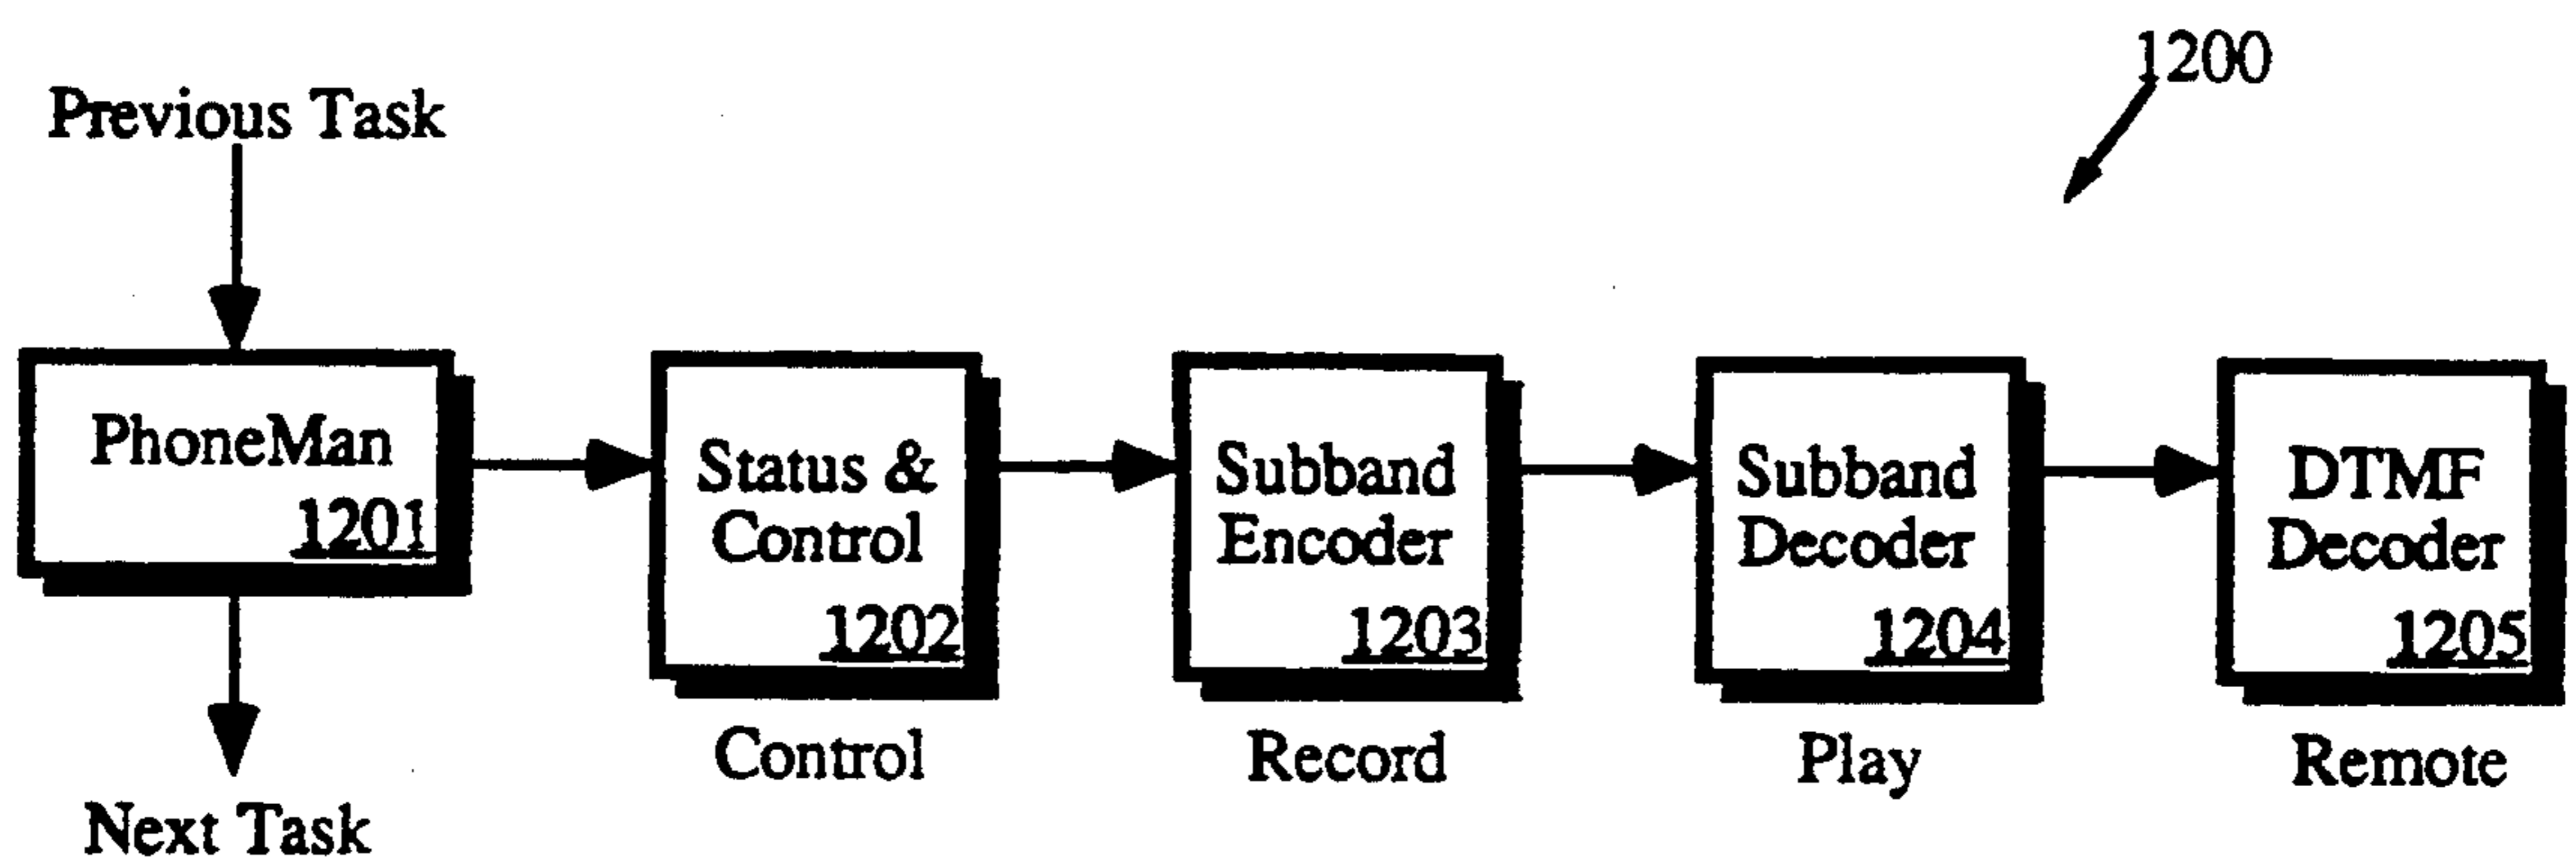 1200
Previous Task
PhoneMan
1201
Status &
Control
1202
Subband
Encoder
1203
Subband
Decoder
1204
DTMF
Decoder
1205
Control
Record
Play
Remote
Next Task